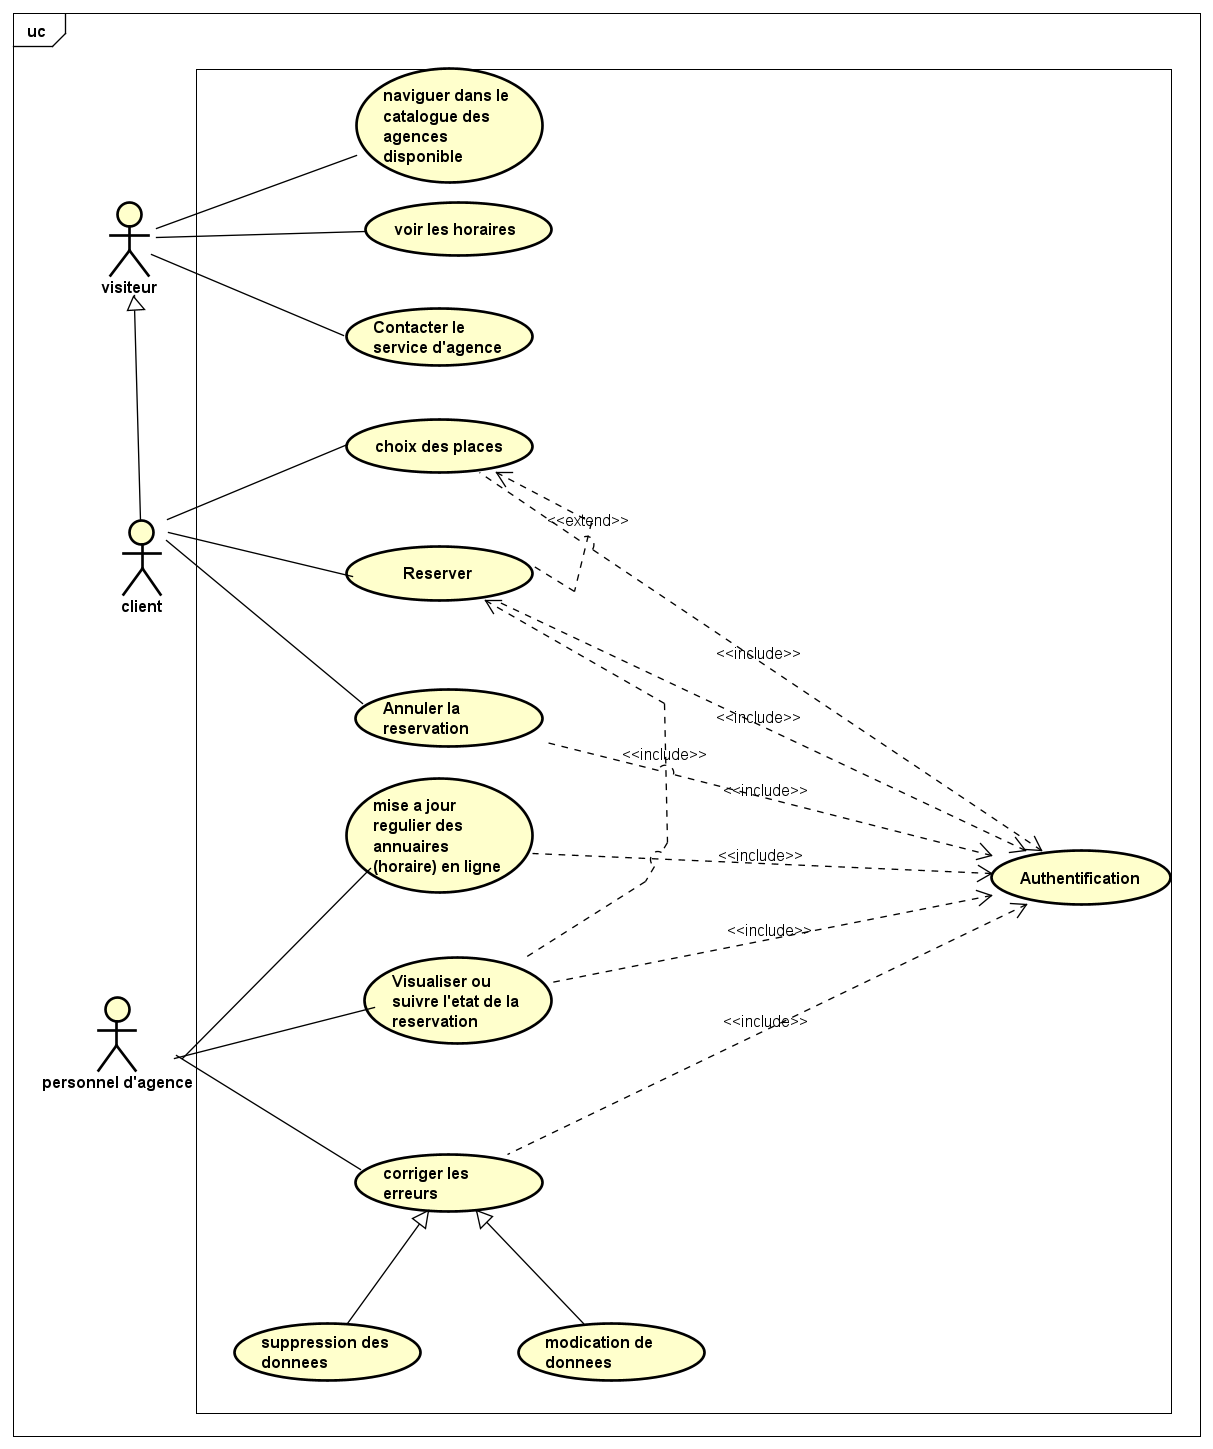 uc
naviguer dans le
catalogue des
agences
disponible
voir les horaires
visiteur
Contacter le
service d'agence
choix des places
<<extend>>
Reserver
client
<<include>>
Annuler la
reservation
<<include>>
<<include>>
<<include>>
mise a jour
regulier des
annuaires
(horaire) en ligne
<<include>>
Authentification
<<include>>
Visualiser ou
suivre l'etat de la
reservation
<<include>>
personnel d'agence
corriger les
erreurs
suppression des
donnees
modication de
donnees